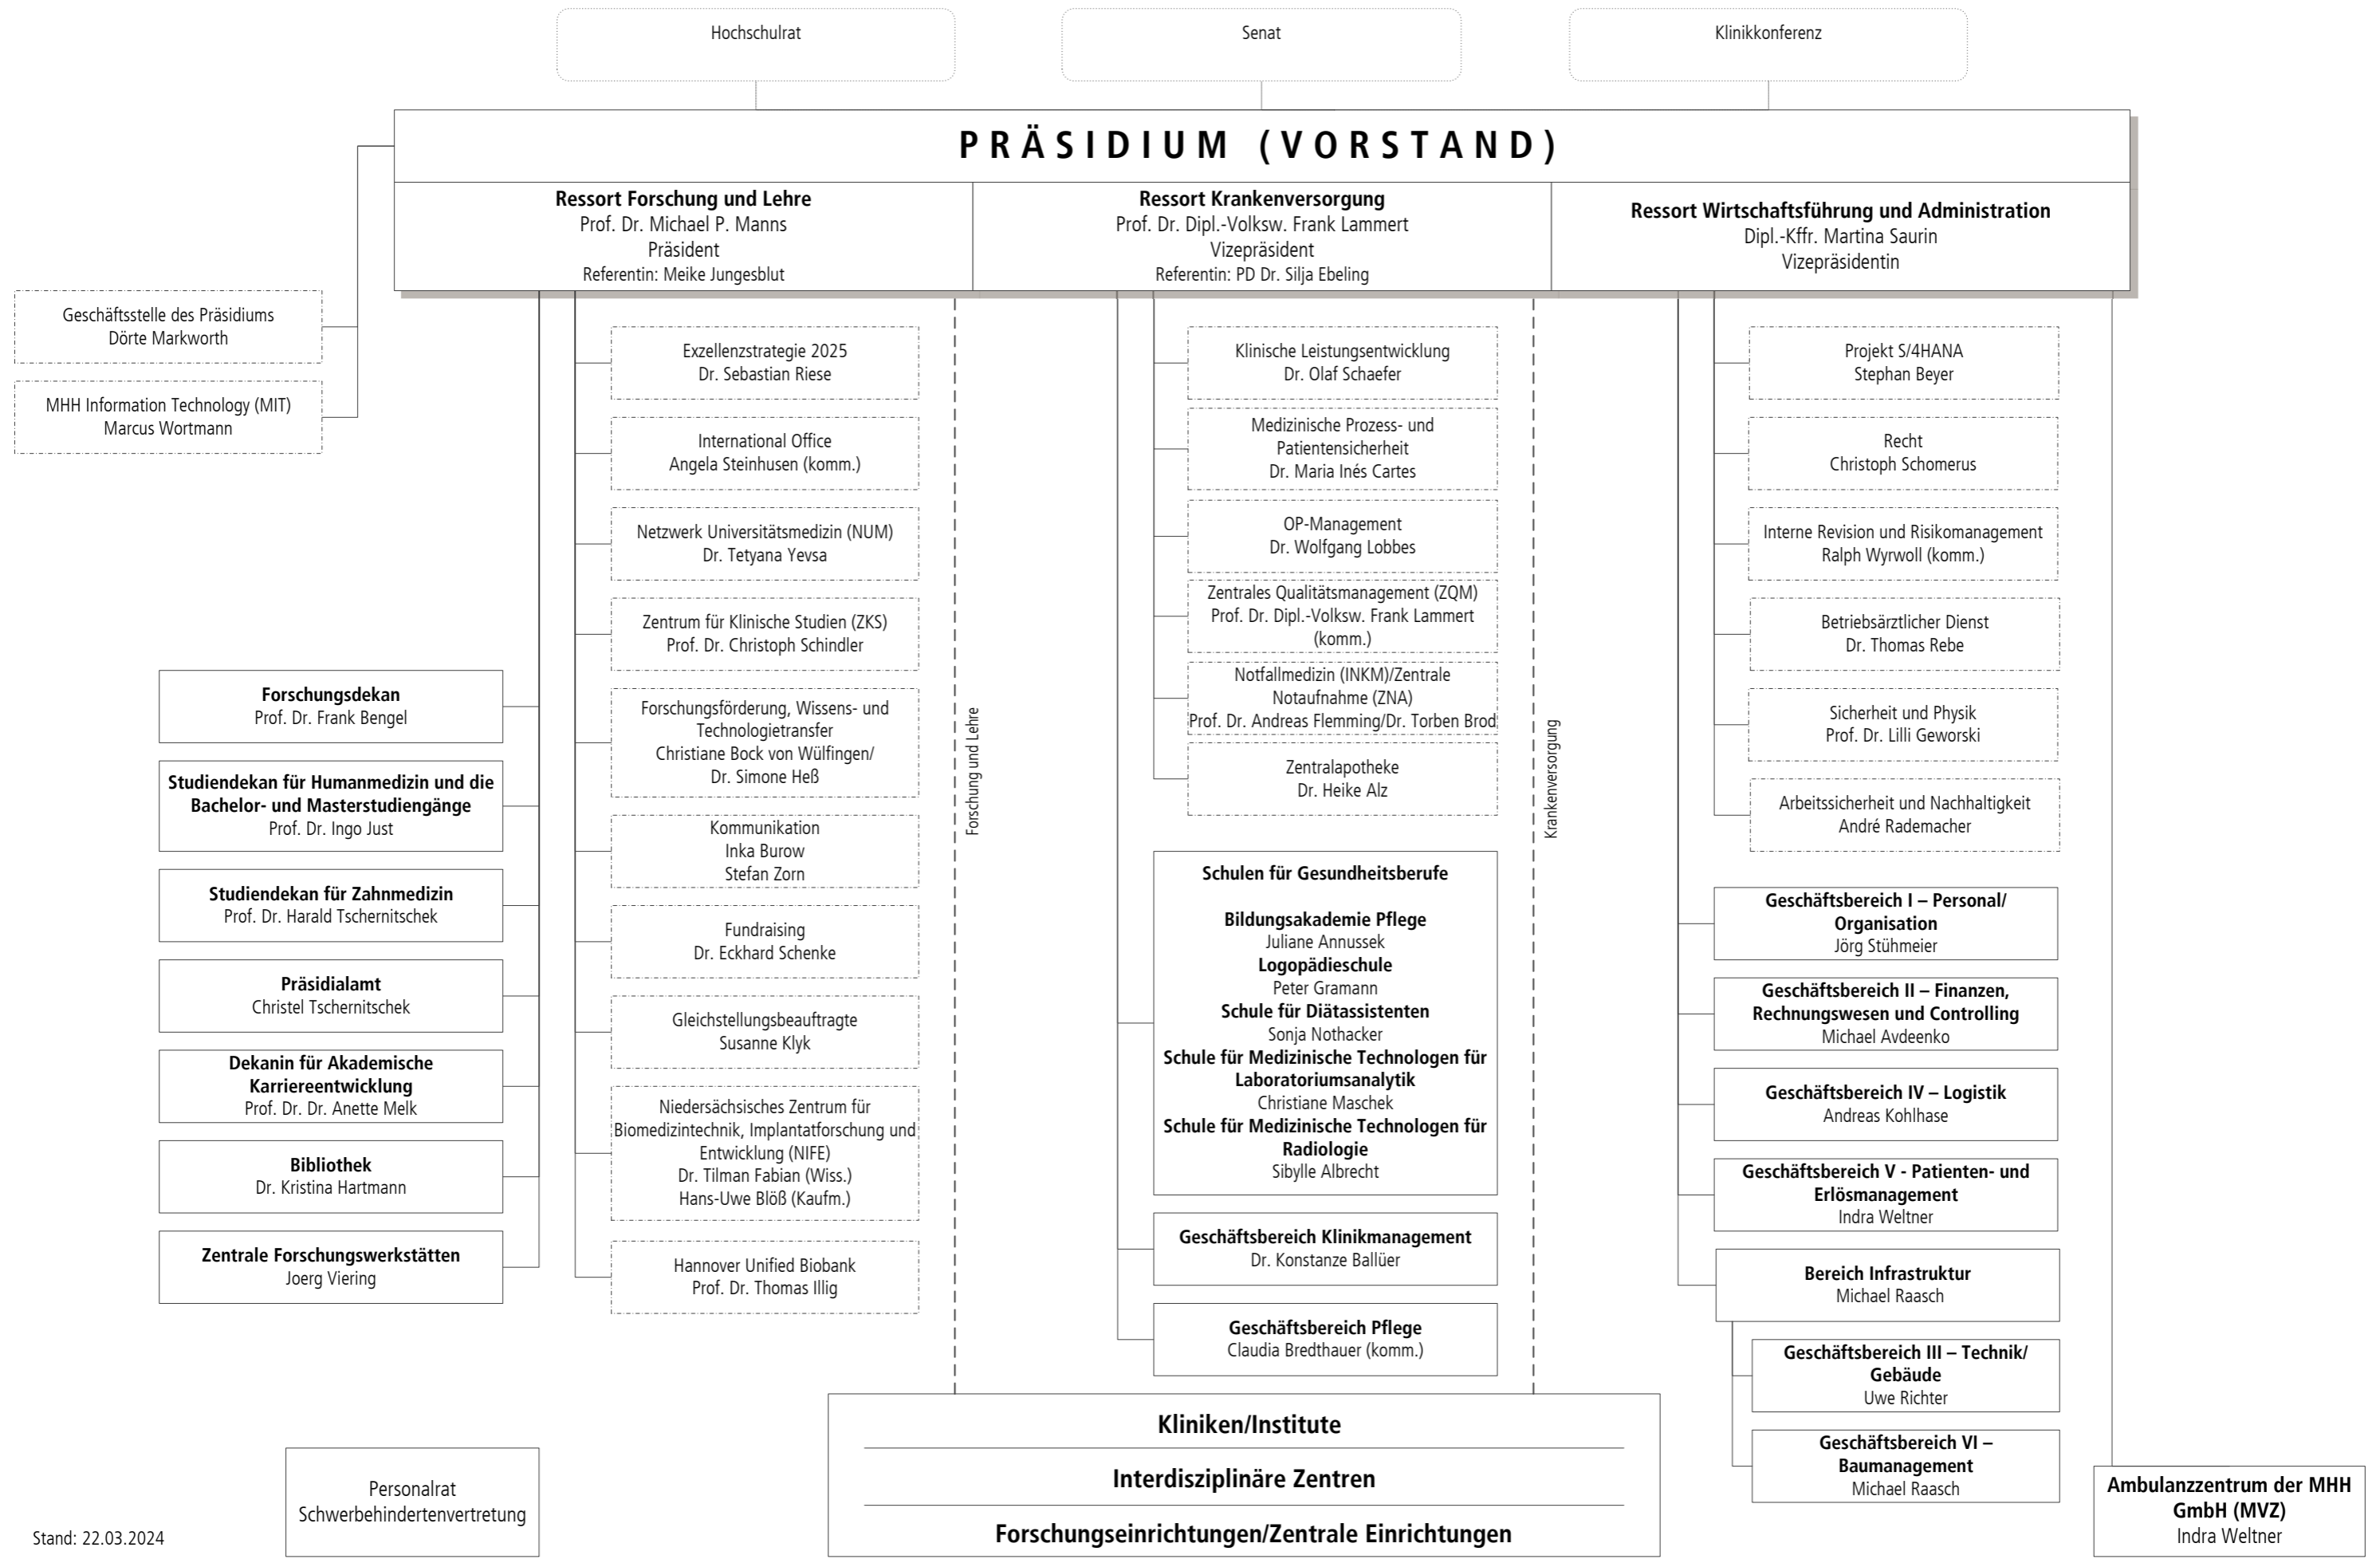 Hochschulrat
Senat
Klinikkonferenz
PRÄSIDIUM (VORSTAND)
Ressort Forschung und Lehre
Prof. Dr. Michael P. Manns
Präsident
Referentin: Meike Jungesblut
Ressort Krankenversorgung
Prof. Dr. Dipl.-Volksw. Frank Lammert
Vizepräsident
Referentin: PD Dr. Silja Ebeling
Ressort Wirtschaftsführung und Administration
Dipl.-Kffr. Martina Saurin
Vizepräsidentin
Geschäftsstelle des Präsidiums
Dörte Markworth
MHH Information Technology (MIT)
Marcus Wortmann
Forschungsdekan
Prof. Dr. Frank Bengel
Studiendekan für Humanmedizin und die
Bachelor- und Masterstudiengänge
Prof. Dr. Ingo Just
Studiendekan für Zahnmedizin
Prof. Dr. Harald Tschernitschek
Präsidialamt
Christel Tschernitschek
Dekanin für Akademische
Karriereentwicklung
Prof. Dr. Dr. Anette Melk
Bibliothek
Dr. Kristina Hartmann
Zentrale Forschungswerkstätten
Joerg Viering
Exzellenzstrategie 2025
Dr. Sebastian Riese
International Office
Angela Steinhusen (komm.)
Netzwerk Universitätsmedizin (NUM)
Dr. Tetyana Yevsa
Zentrum für Klinische Studien (ZKS)
Prof. Dr. Christoph Schindler
Forschungsförderung, Wissens- und
Technologietransfer
Christiane Bock von Wülfingen/
Dr. Simone Heß
Kommunikation
Inka Burow
Stefan Zorn
Fundraising
Dr. Eckhard Schenke
Gleichstellungsbeauftragte
Susanne Klyk
Niedersächsisches Zentrum für
Biomedizintechnik, Implantatforschung und
Entwicklung (NIFE)
Dr. Tilman Fabian (Wiss.)
Hans-Uwe Blöß (Kaufm.)
Hannover Unified Biobank
Prof. Dr. Thomas Illig
Forschung und Lehre
Klinische Leistungsentwicklung
Dr. Olaf Schaefer
Medizinische Prozess- und
Patientensicherheit
Dr. Maria Inés Cartes
OP-Management
Dr. Wolfgang Lobbes
Zentrales Qualitätsmanagement (ZQM)
Prof. Dr. Dipl.-Volksw. Frank Lammert
(komm.)
Notfallmedizin (INKM)/Zentrale
Notaufnahme (ZNA)
Prof. Dr. Andreas Flemming/Dr. Torben Brod
Zentralapotheke
Dr. Heike Alz
Schulen für Gesundheitsberufe
Bildungsakademie Pflege
Juliane Annussek
Logopädieschule
Peter Gramann
Schule für Diätassistenten
Sonja Nothacker
Schule für Medizinische Technologen für
Laboratoriumsanalytik
Christiane Maschek
Schule für Medizinische Technologen für
Radiologie
Sibylle Albrecht
Geschäftsbereich Klinikmanagement
Dr. Konstanze Ballüer
Geschäftsbereich Pflege
Claudia Bredthauer (komm.)
Krankenversorgung
Projekt S/4HANA
Stephan Beyer
Recht
Christoph Schomerus
Interne Revision und Risikomanagement
Ralph Wyrwoll (komm.)
Betriebsärztlicher Dienst
Dr. Thomas Rebe
Sicherheit und Physik
Prof. Dr. Lilli Geworski
Arbeitssicherheit und Nachhaltigkeit
André Rademacher
Geschäftsbereich I – Personal/
Organisation
Jörg Stühmeier
Geschäftsbereich II – Finanzen,
Rechnungswesen und Controlling
Michael Avdeenko
Geschäftsbereich IV – Logistik
Andreas Kohlhase
Geschäftsbereich V - Patienten- und
Erlösmanagement
Indra Weltner
Bereich Infrastruktur
Michael Raasch
Geschäftsbereich III – Technik/
Gebäude
Uwe Richter
Geschäftsbereich VI –
Baumanagement
Michael Raasch
Ambulanzzentrum der MHH
GmbH (MVZ)
Indra Weltner
Kliniken/Institute
Interdisziplinäre Zentren
Forschungseinrichtungen/Zentrale Einrichtungen
Personalrat
Schwerbehindertenvertretung
Stand: 22.03.2024